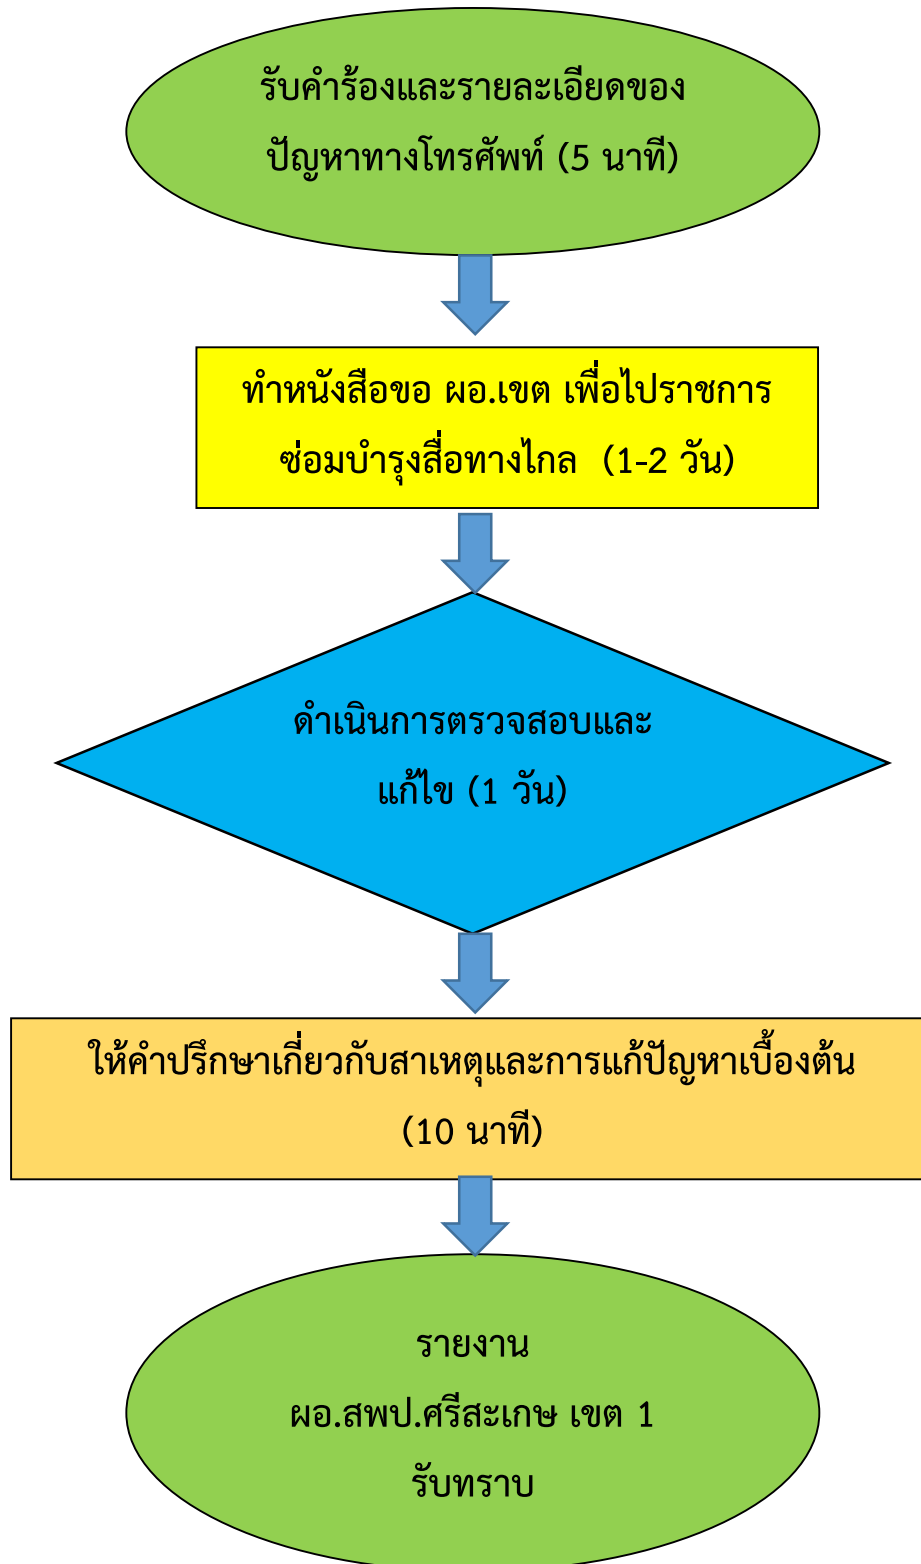 รับคำร้องและรายละเอียดของ
ปัญหาทางโทรศัพท์ (5 นาที)
ทำหนังสือขอ ผอ.เขต เพื่อไปราชการ
ซ่อมบำรุงสื่อทางไกล (1-2 วัน)
ดำเนินการตรวจสอบและ
แก้ไข (1 วัน)
ให้คำปรึกษาเกี่ยวกับสาเหตุและการแก้ปัญหาเบื้องต้น
(10 นาที)
รายงาน
ผอ.สพป.ศรีสะเกษ เขต 1
รับทราบ